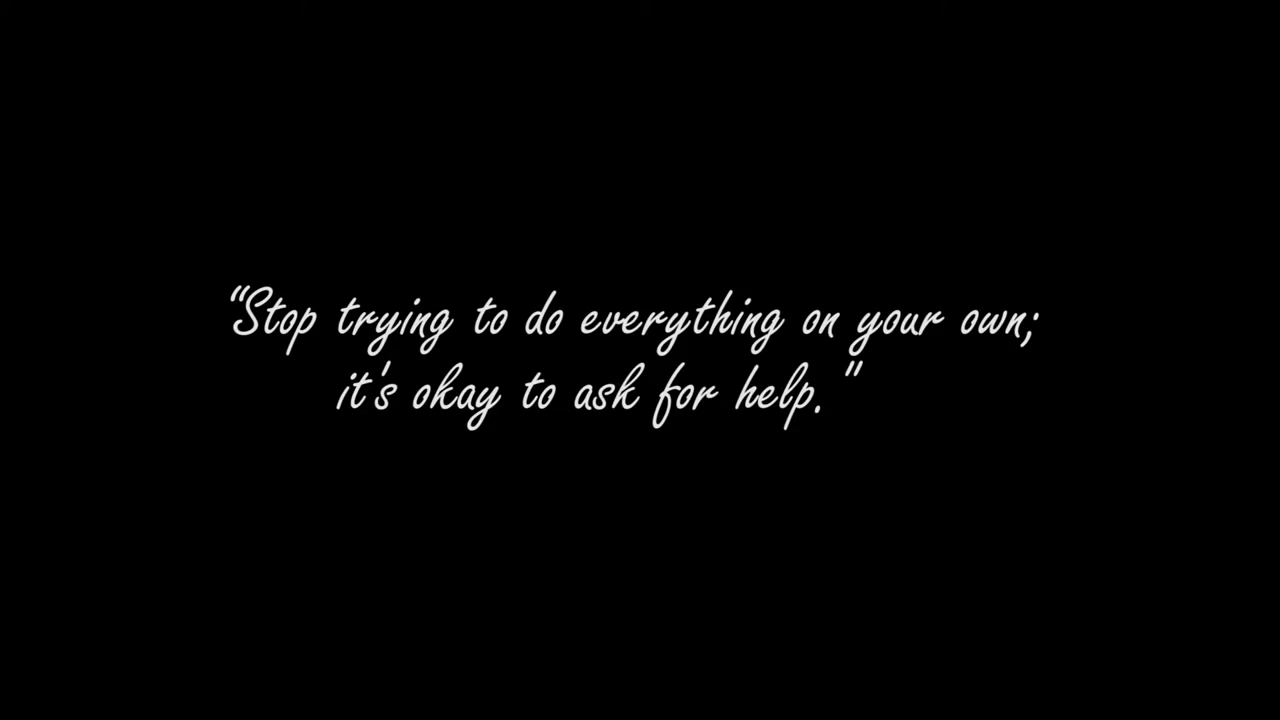 “Stop trying to do everything on your own;
it's okay to ask for help. ”